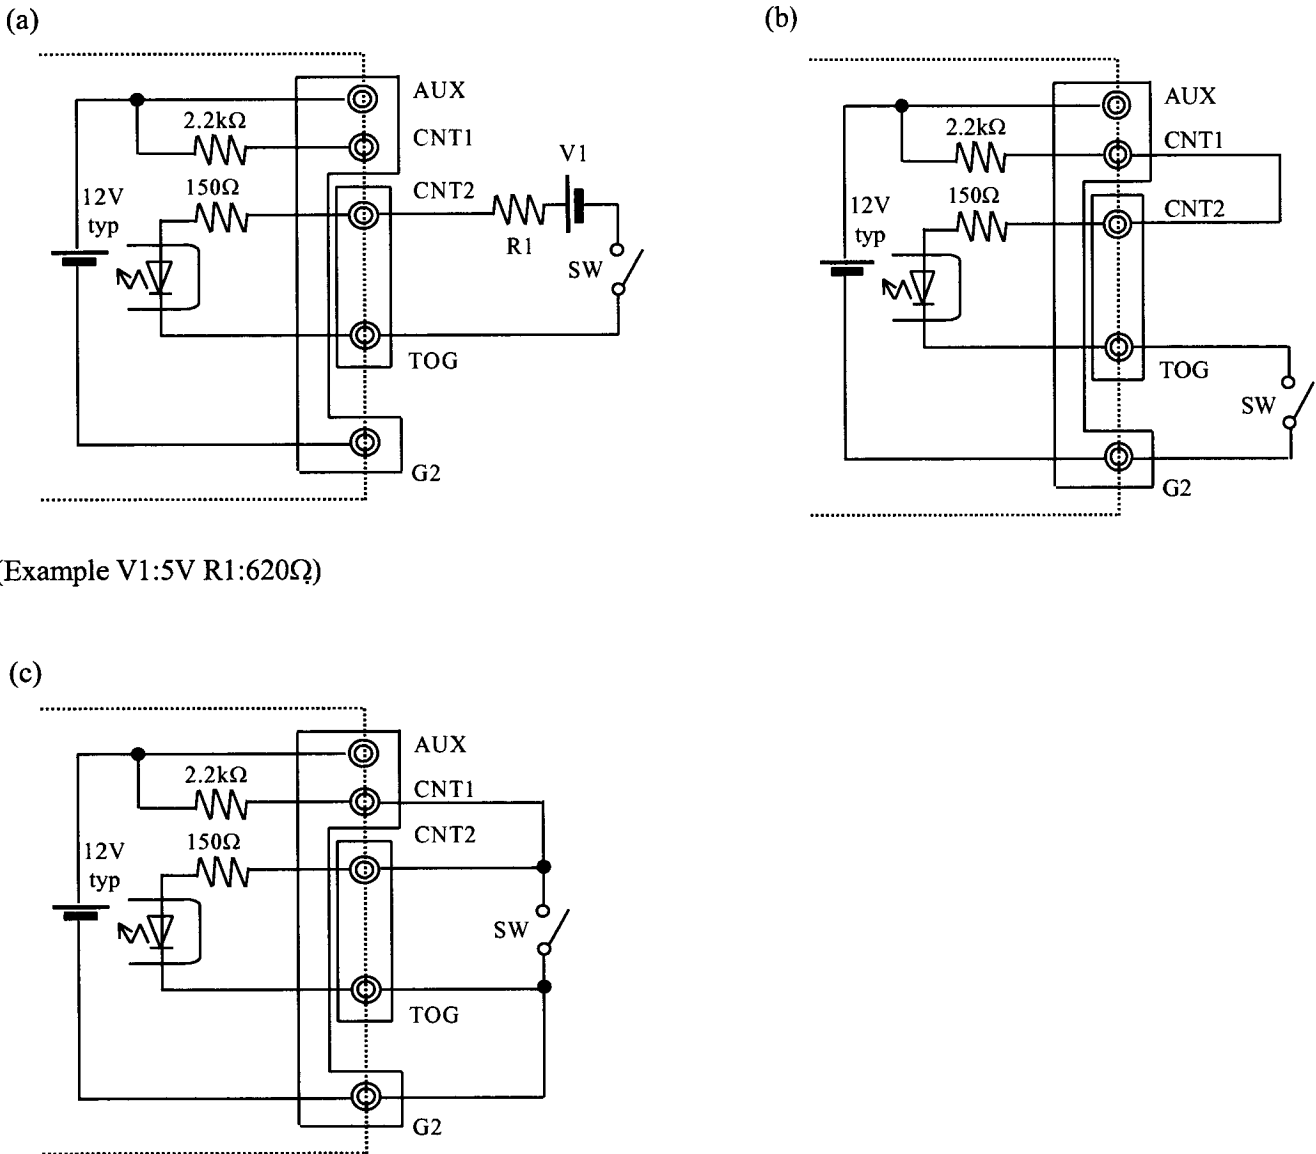 (a)
AUX
2.2kΩ
CNT1
V1
150Ω
CNT2
12V
typ
R1
SW
TOG
G2
(Example V1:5V R1:620Ω)
(b)
AUX
2.2kΩ
CNT1
150Ω
CNT2
12V
typ
TOG
SW
G2
(c)
AUX
2.2kΩ
CNT1
CNT2
150Ω
12V
typ
SW
TOG
G2